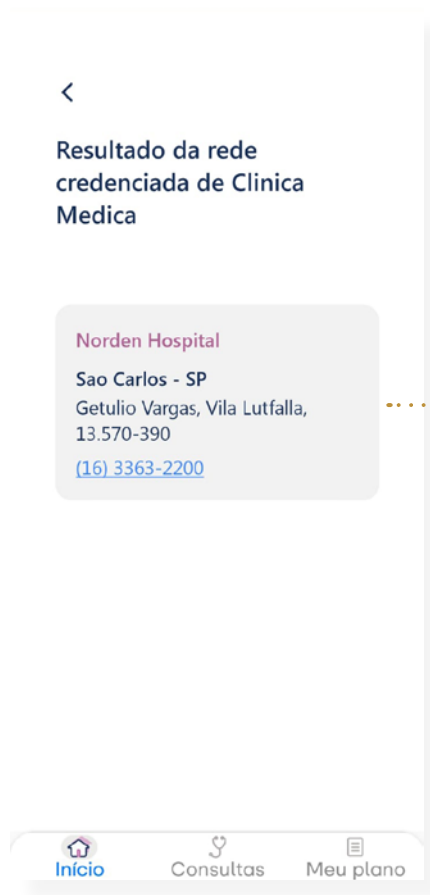 Resultado da rede
credenciada de Clinica
Medica
Norden Hospital
Sao Carlos - SP
Getulio Vargas, Vila Lutfalla,
13.570-390
(16) 3363-2200
Início
Consultas
Meu plano